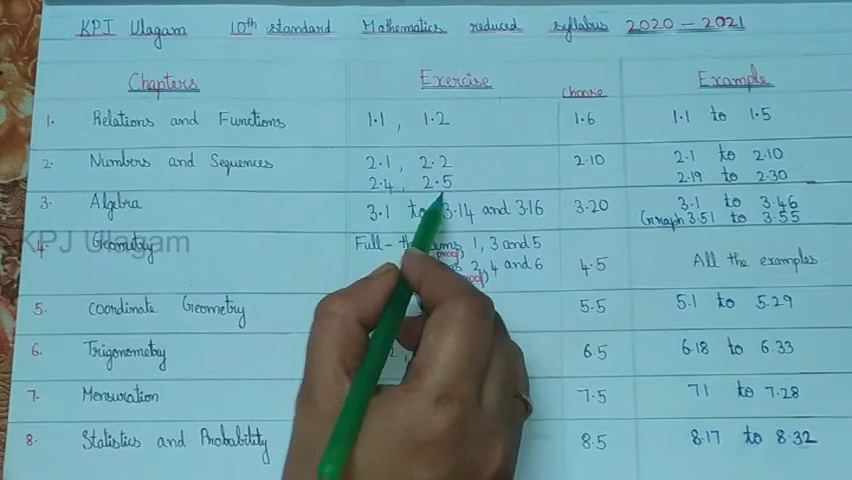 KPJ Ulagam 10th standard Mathematics reduced syllabus 2020 - 2021
Chapters Exercise Choose Example
1. Relations and Functions 1.1, 1.2 1.6 1.1 to 1.5
2. Numbers and Sequences 2.1, 2.2 2.10 2.1 to 2.10
2.4, 2.5 2.19 to 2.30
3. Algebra 3.1 to 3.14 and 3.16 3.20 3.1 to 3.46
Graph 3.51 to 3.55
4. Geometry Full - 1, 3 and 5
2, 4 and 6 4.5 All the examples
KPJ Ulagam
5. Coordinate Geometry 5.5 5.1 to 5.29
6. Trigonometry 6.5 6.18 to 6.33
7. Mensuration 7.5 7.1 to 7.28
8. Statistics and Probability 8.5 8.17 to 8.32